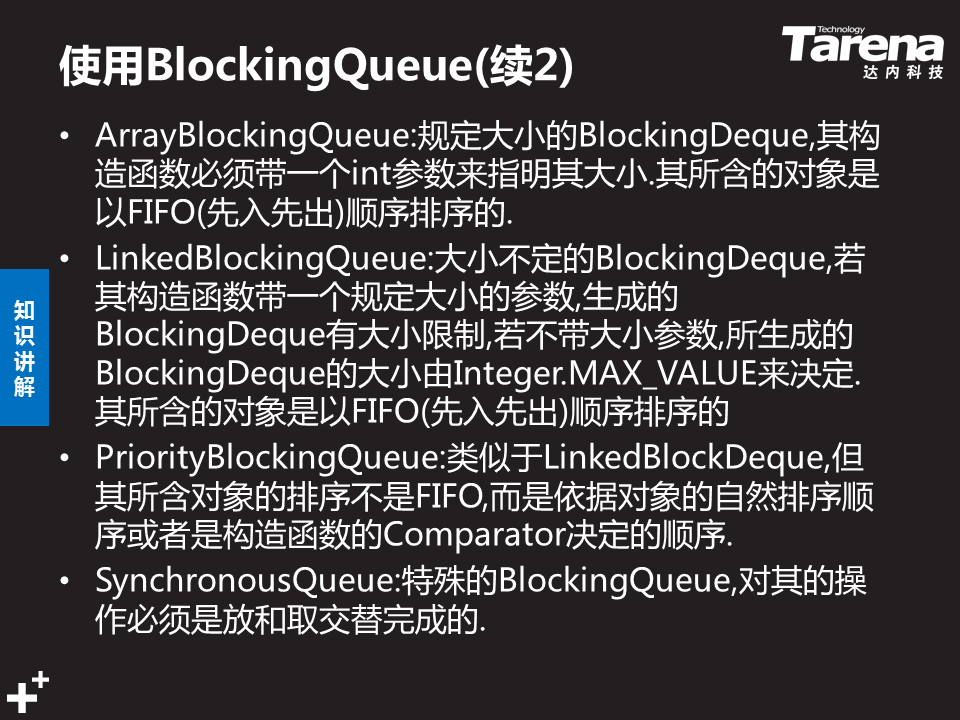 使用BlockingQueue(续2)
Technology
Tarena
达内科技
• ArrayBlockingQueue:规定大小的BlockingDeque,其构
造函数必须带一个int参数来指明其大小.其所含的对象是
以FIFO(先入先出)顺序排序的.
• LinkedBlockingQueue:大小不定的BlockingDeque,若
其构造函数带一个规定大小的参数,生成的
BlockingDeque有大小限制,若不带大小参数,所生成的
BlockingDeque的大小由Integer.MAX_VALUE来决定.
其所含的对象是以FIFO(先入先出)顺序排序的
• PriorityBlockingQueue:类似于LinkedBlockDeque,但
其所含对象的排序不是FIFO,而是依据对象的自然排序顺
序或者是构造函数的Comparator决定的顺序.
• SynchronousQueue:特殊的BlockingQueue,对其的操
作必须是放和取交替完成的.
知
识
讲
解